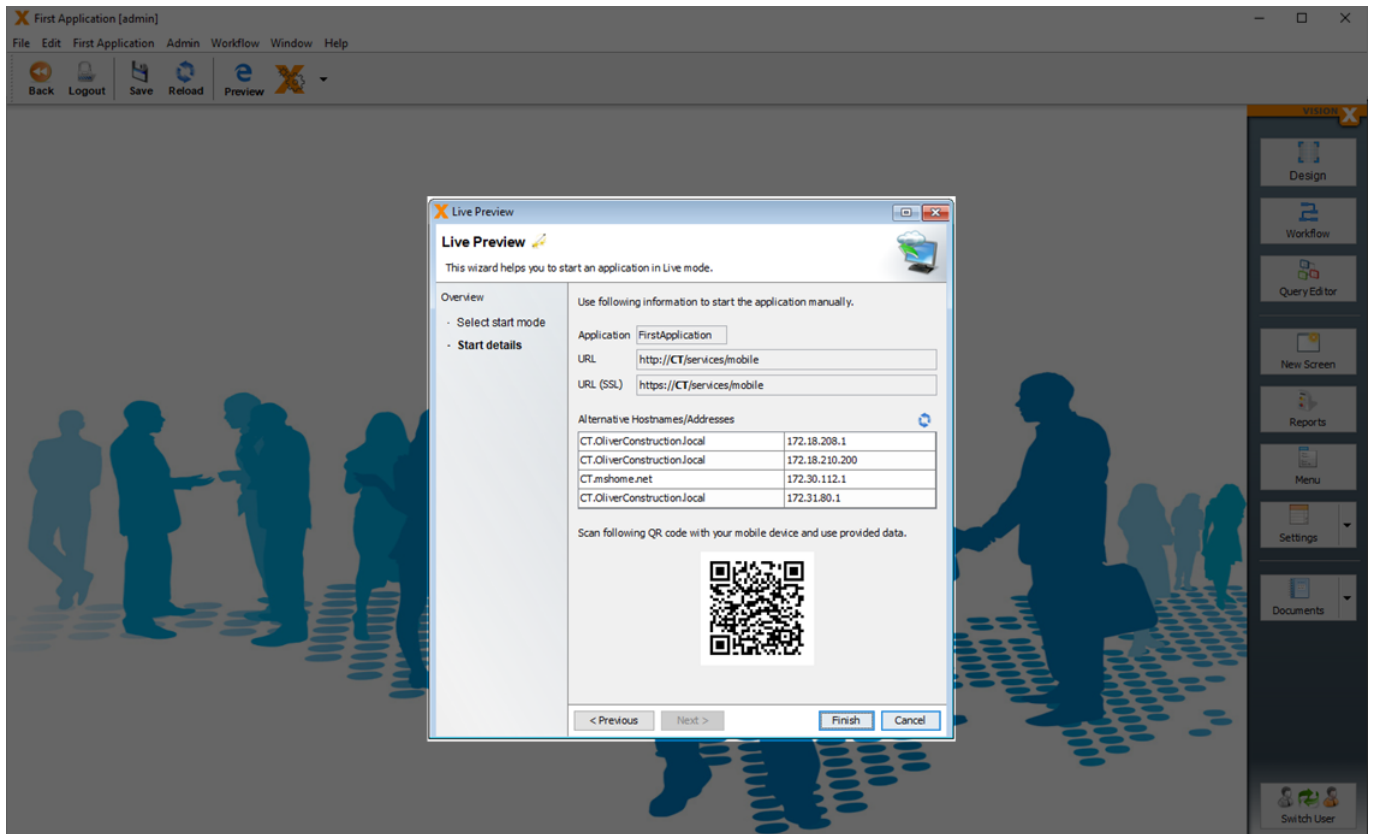 First Application [admin]
File Edit First Application Admin Workflow Window Help
Back Logout Save Reload Preview
VISION X
Design
Workflow
Query Editor
New Screen
Reports
Menu
Settings
Documents
Switch User
Live Preview
Live Preview
This wizard helps you to start an application in Live mode.
Overview
· Select start mode
· Start details
Use following information to start the application manually.
Application FirstApplication
URL http://CT/services/mobile
URL (SSL) https://CT/services/mobile
Alternative Hostnames/Addresses
CT.OliverConstruction.local 172.18.208.1
CT.OliverConstruction.local 172.18.210.200
CT.mshome.net 172.30.112.1
CT.OliverConstruction.local 172.31.80.1
Scan following QR code with your mobile device and use provided data.
< Previous Next > Finish Cancel